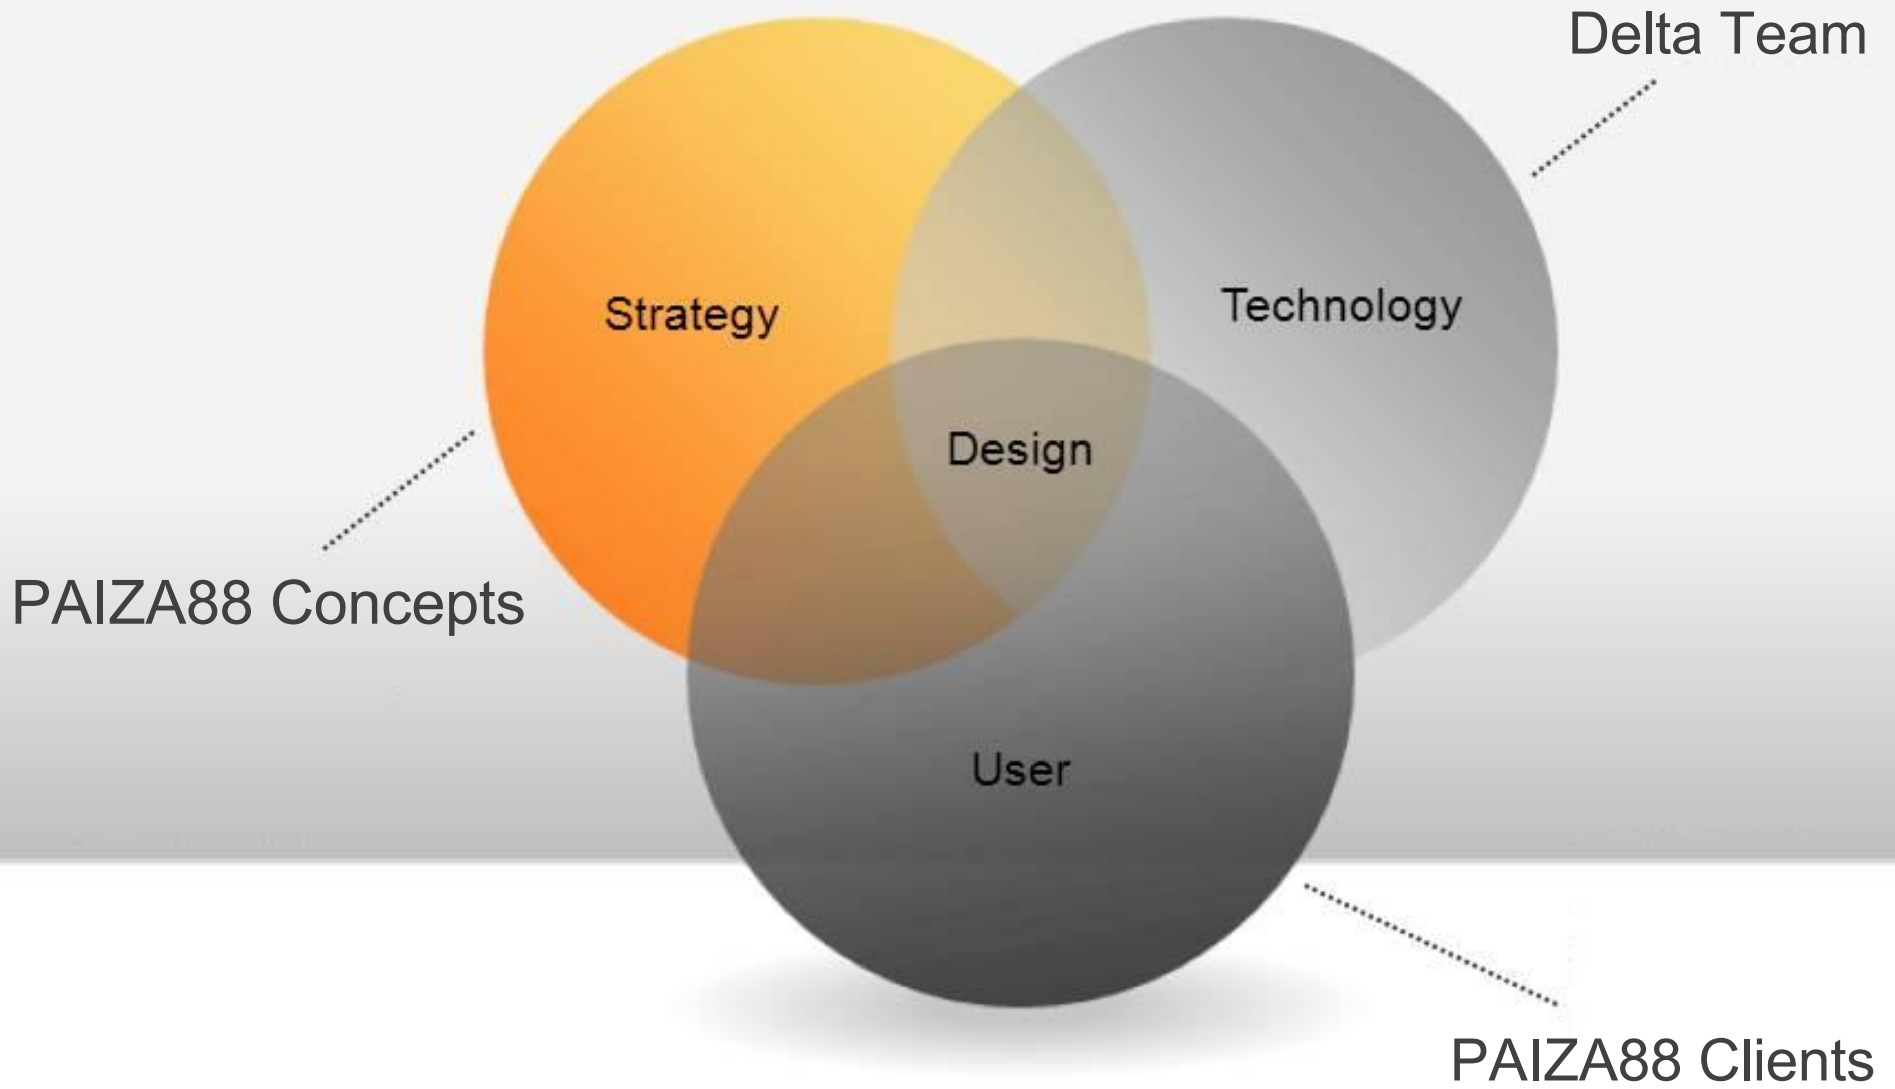 Delta Team
Strategy
Technology
Design
PAIZA88 Concepts
User
PAIZA88 Clients